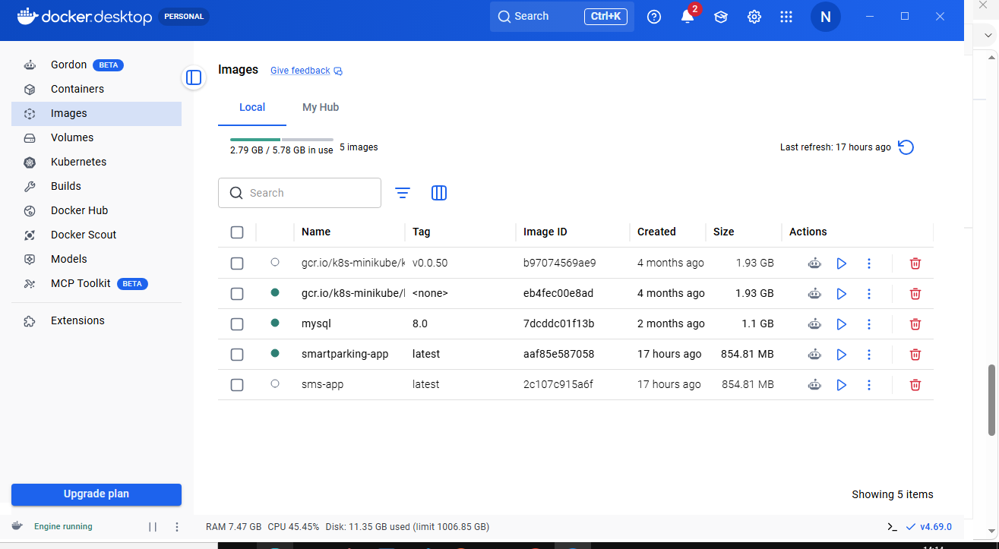 docker.desktop PERSONAL Search Ctrl+K 2 N
Gordon BETA
Containers
Images
Volumes
Kubernetes
Builds
Docker Hub
Docker Scout
Models
MCP Toolkit BETA
Extensions
Upgrade plan
Images Give feedback
Local My Hub
2.79 GB / 5.78 GB in use 5 images Last refresh: 17 hours ago
Search
Name Tag Image ID Created Size Actions
gcr.io/k8s-minikube/k v0.0.50 b97074569ae9 4 months ago 1.93 GB
gcr.io/k8s-minikube/ <none> eb4fec00e8ad 4 months ago 1.93 GB
mysql 8.0 7dcddc01f13b 2 months ago 1.1 GB
smartparking-app latest aaf85e587058 17 hours ago 854.81 MB
sms-app latest 2c107c915a6f 17 hours ago 854.81 MB
Showing 5 items
Engine running RAM 7.47 GB CPU 45.45% Disk: 11.35 GB used (limit 1006.85 GB) v4.69.0